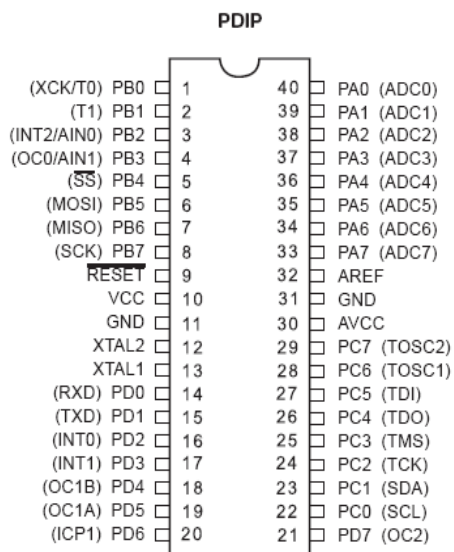 PDIP
(XCK/T0) PB0 1 40 PA0 (ADC0)
(T1) PB1 2 39 PA1 (ADC1)
(INT2/AIN0) PB2 3 38 PA2 (ADC2)
(OC0/AIN1) PB3 4 37 PA3 (ADC3)
(SS) PB4 5 36 PA4 (ADC4)
(MOSI) PB5 6 35 PA5 (ADC5)
(MISO) PB6 7 34 PA6 (ADC6)
(SCK) PB7 8 33 PA7 (ADC7)
RESET 9 32 AREF
VCC 10 31 GND
GND 11 30 AVCC
XTAL2 12 29 PC7 (TOSC2)
XTAL1 13 28 PC6 (TOSC1)
(RXD) PD0 14 27 PC5 (TDI)
(TXD) PD1 15 26 PC4 (TDO)
(INT0) PD2 16 25 PC3 (TMS)
(INT1) PD3 17 24 PC2 (TCK)
(OC1B) PD4 18 23 PC1 (SDA)
(OC1A) PD5 19 22 PC0 (SCL)
(ICP1) PD6 20 21 PD7 (OC2)